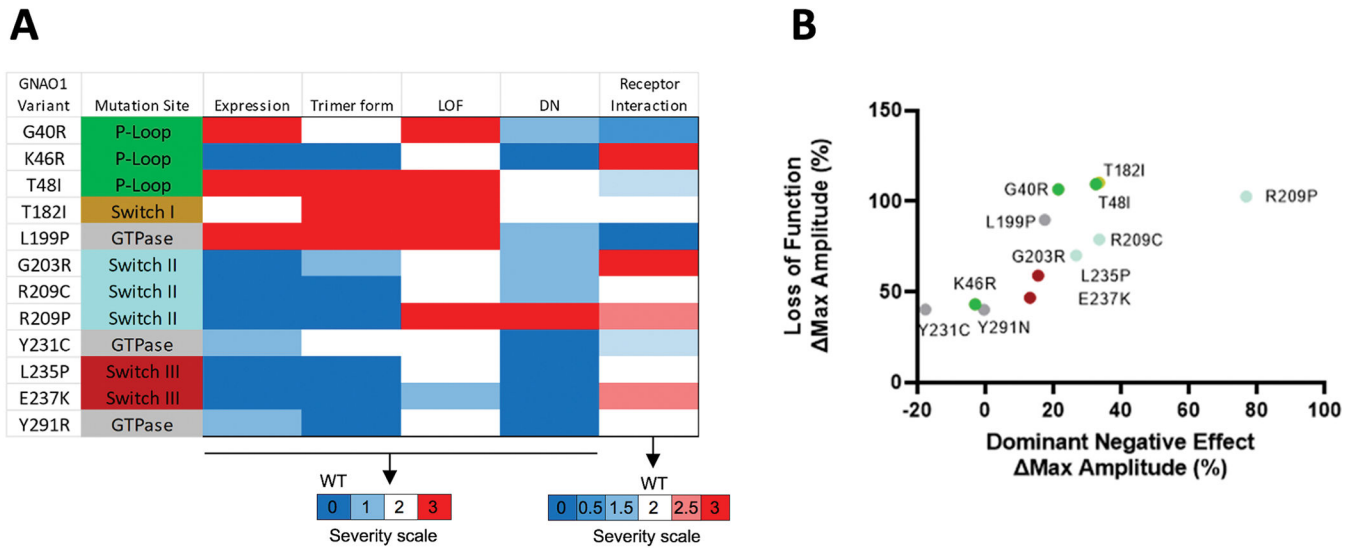 A
GNAO1
Variant
Mutation Site
Expression
Trimer form
LOF
DN
Receptor
Interaction
G40R P-Loop
K46R P-Loop
T48I P-Loop
T182I Switch I
L199P GTPase
G203R Switch II
R209C Switch II
R209P Switch II
Y231C GTPase
L235P Switch III
E237K Switch III
Y291R GTPase
WT
0 1 2 3
Severity scale
WT
0 0.5 1.5 2 2.5 3
Severity scale
B
Loss of Function
ΔMax Amplitude (%)
150
100
50
0
-20 0 20 40 60 80 100
Dominant Negative Effect
ΔMax Amplitude (%)
T182I
G40R
T48I
R209P
L199P
R209C
G203R
L235P
K46R
E237K
Y231C
Y291N